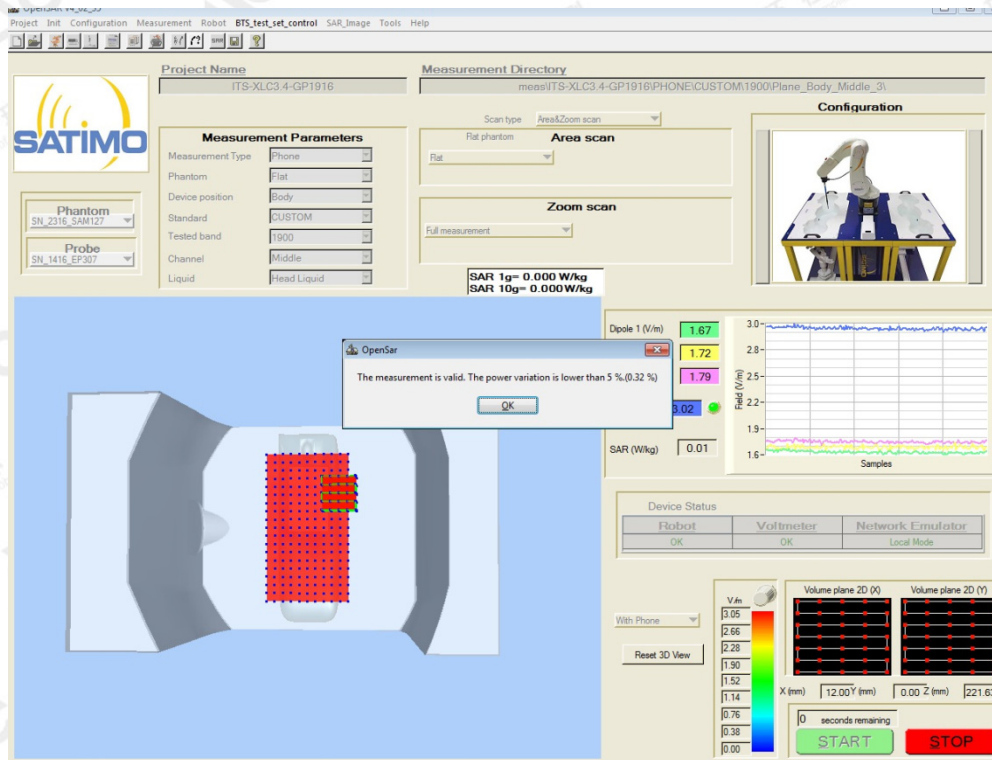 OpenSAR V4_02_35
Project Init Configuration Measurement Robot BTS_test_set_control SAR_Image Tools Help
SATIMO
Project Name
ITS-XLC3.4-GP1916
Measurement Directory
meas\ITS-XLC3.4-GP1916\PHONE\CUSTOM\1900\Plane_Body_Middle_3\
Scan type Area&Zoom scan
Configuration
Measurement Parameters
Measurement Type Phone
Phantom Flat
Device position Body
Standard CUSTOM
Tested band 1900
Channel Middle
Liquid Head Liquid
Flat phantom Area scan
Flat
Zoom scan
Full measurement
Phantom
SN_2316_SAM127
Probe
SN_1416_EP307
SAR 1g= 0.000 W/kg
SAR 10g= 0.000 W/kg
Dipole 1 (V/m) 1.67
1.72
1.79
3.02
SAR (W/kg) 0.01
Field (V/m)
3.0-
2.8-
2.5-
2.2-
1.9-
1.6-
Samples
OpenSar
The measurement is valid. The power variation is lower than 5 %.(0.32 %)
OK
Device Status
Robot Voltmeter Network Emulator
OK OK Local Mode
With Phone
Reset 3D View
V/m
3.05
2.66
2.28
1.90
1.52
1.14
0.76
0.38
0.00
Volume plane 2D (X) Volume plane 2D (Y)
X (mm) 12.00 Y (mm) 0.00 Z (mm) 221.63
0 seconds remaining
START STOP